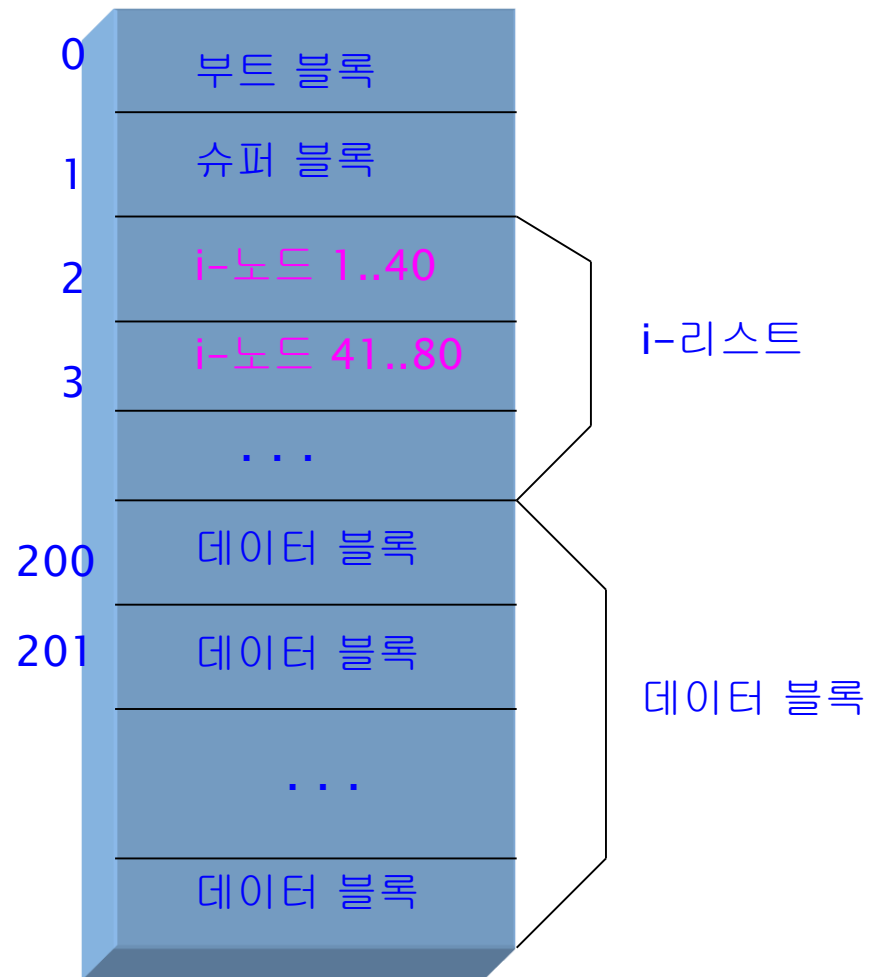 0
부트 블록
1
슈퍼 블록
2
i-노드 1..40
3
i-노드 41..80
i-리스트
. . .
200
데이터 블록
201
데이터 블록
데이터 블록
. . .
데이터 블록